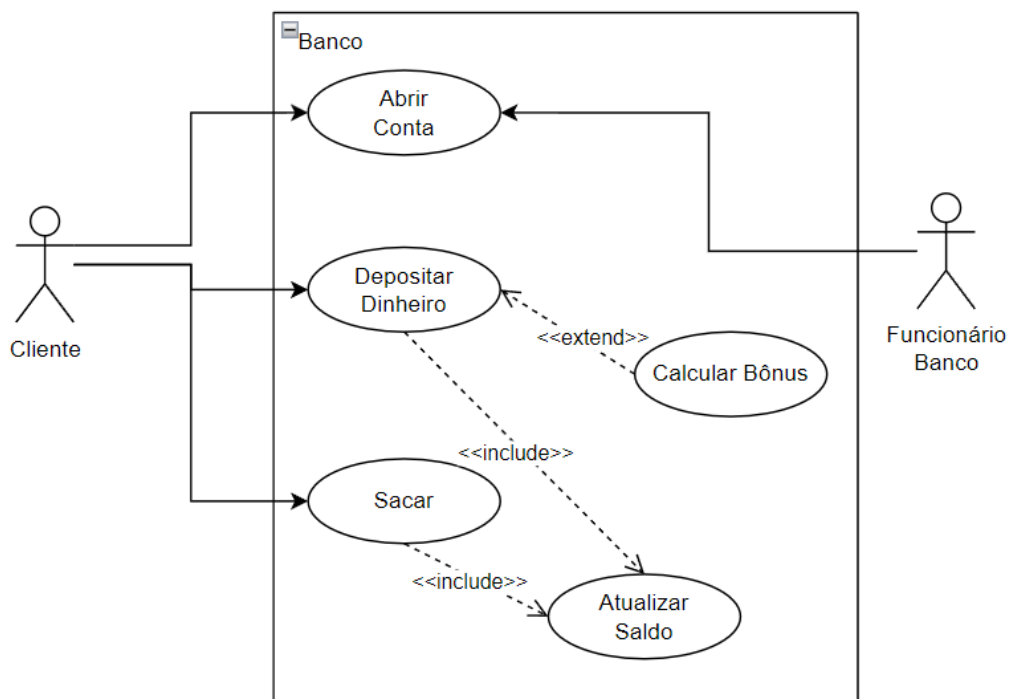 Banco
Abrir
Conta
Depositar
Dinheiro
<<extend>>
Cliente
Funcionário
Banco
Calcular Bônus
<<include>>
Sacar
<<include>>
Atualizar
Saldo